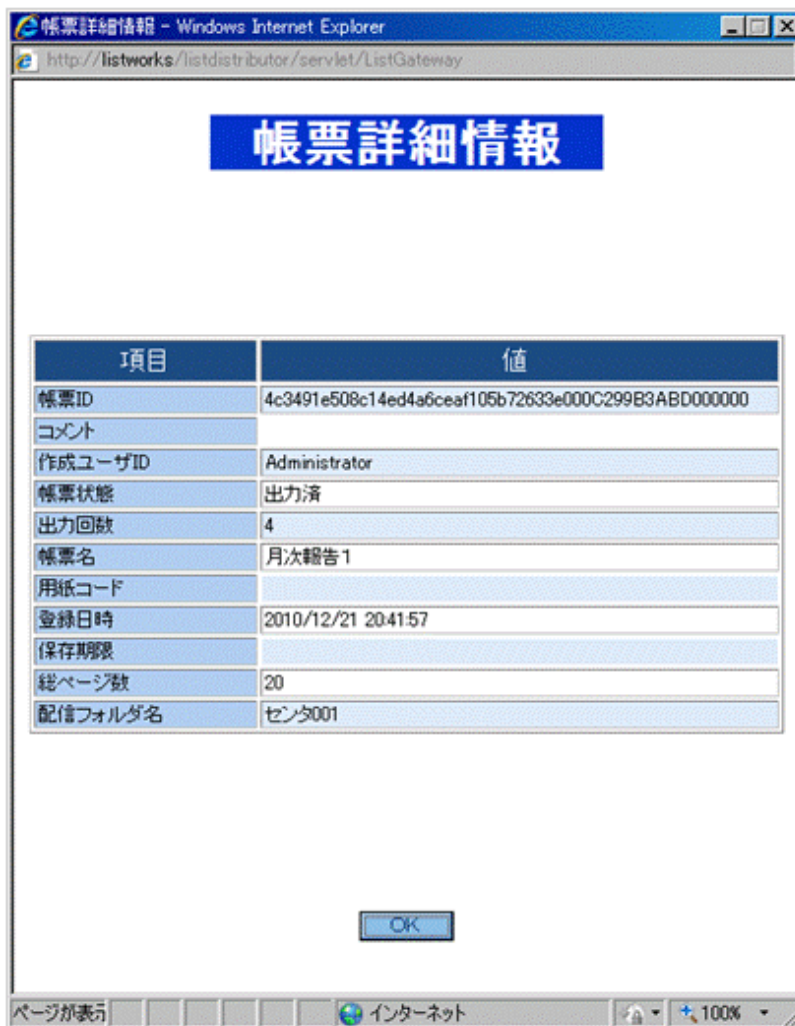 帳票詳細情報 - Windows Internet Explorer
http://listworks/listdistributor/servlet/ListGateway
帳票詳細情報
項目 値
帳票ID 4c3491e508c14ed4a6ceaf105b72633e000C299B3ABD000000
コメント
作成ユーザID Administrator
帳票状態 出力済
出力回数 4
帳票名 月次報告1
用紙コード
登録日時 2010/12/21 20:41:57
保存期限
総ページ数 20
配信フォルダ名 センタ001
OK
ページが表示 インターネット 100%